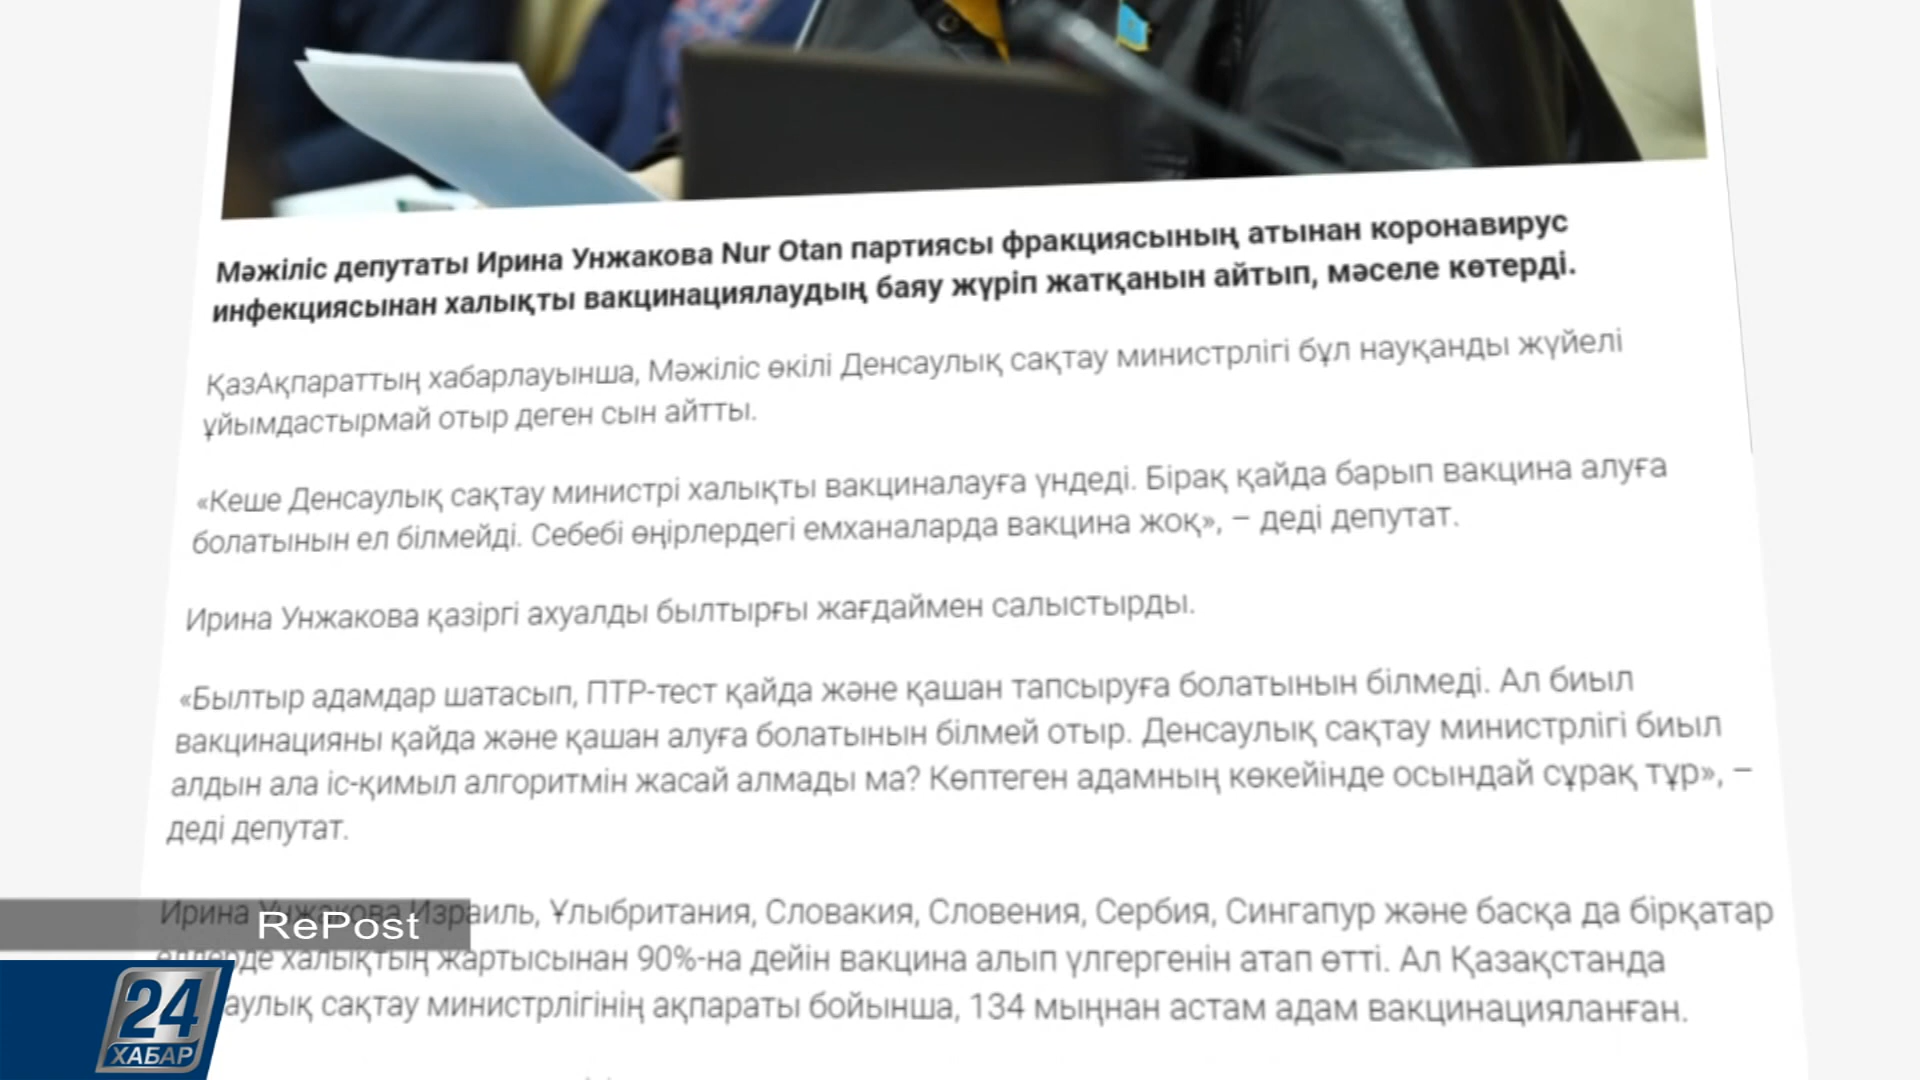 Мәжіліс депутаты Ирина Унжакова Nur Otan партиясы фракциясының атынан коронавирус
инфекциясынан халықты вакцинациялаудың баяу жүріп жатқанын айтып, мәселе көтерді.
ҚазАқпараттың хабарлауынша, Мәжіліс өкілі Денсаулық сақтау министрлігі бұл науқанды жүйелі
ұйымдастырмай отыр деген сын айтты.
«Кеше Денсаулық сақтау министрі халықты вакциналауға үндеді. Бірақ қайда барып вакцина алуға
болатынын ел білмейді. Себебі өңірлердегі емханаларда вакцина жоқ», – деді депутат.
Ирина Унжакова қазіргі ахуалды былтырғы жағдаймен салыстырды.
«Былтыр адамдар шатасып, ПТР-тест қайда және қашан тапсыруға болатынын білмеді. Ал биыл
вакцинацияны қайда және қашан алуға болатынын білмей отыр. Денсаулық сақтау министрлігі биыл
алдын ала іс-қимыл алгоритмін жасай алмады ма? Көптеген адамның көкейінде осындай сұрақ тұр», –
деді депутат.
Ирина Унжакова Израиль, Ұлыбритания, Словакия, Словения, Сербия, Сингапур және басқа да бірқатар
елдерде халықтың жартысынан 90%-на дейін вакцина алып үлгергенін атап өтті. Ал Қазақстанда
сақтау министрлігінің ақпараты бойынша, 134 мыңнан астам адам вакцинацияланған.
RePost
24
ХАБАР